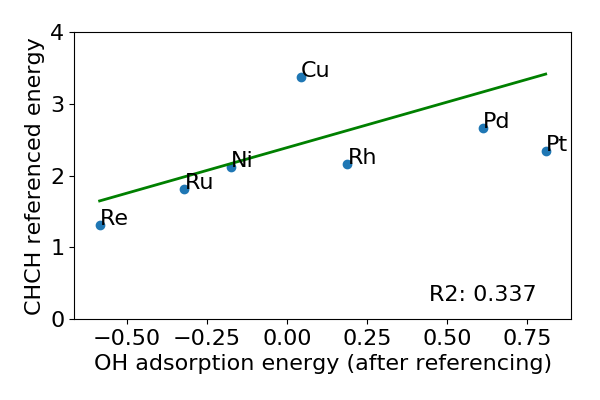 CHCH referenced energy
4
3
2
1
0
Cu
Pd
Pt
Rh
Ni
Ru
Re
R2: 0.337
−0.50 −0.25 0.00 0.25 0.50 0.75
OH adsorption energy (after referencing)